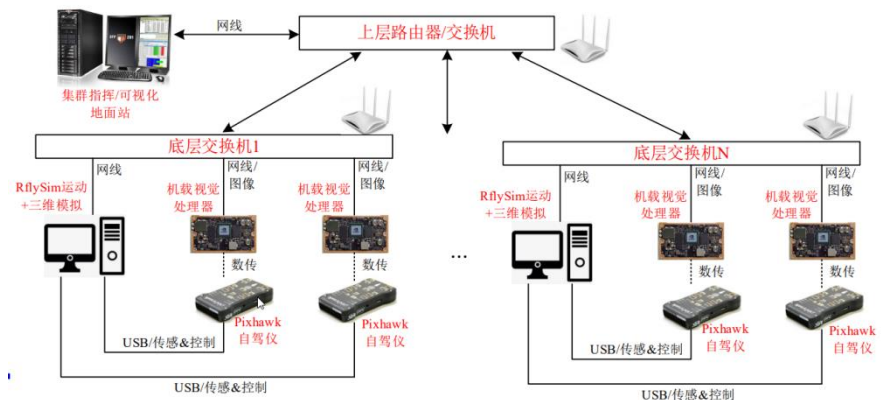 网线
上层路由器/交换机
集群指挥/可视化
地面站
底层交换机1
网线
网线/
图像
网线/
图像
RflySim运动
+三维模拟
机载视觉
处理器
机载视觉
处理器
数传
数传
Pixhawk
自驾仪
Pixhawk
自驾仪
USB/传感&控制
USB/传感&控制
...
底层交换机N
网线
网线/
图像
网线/
图像
RflySim运动
+三维模拟
机载视觉
处理器
机载视觉
处理器
数传
数传
Pixhawk
自驾仪
Pixhawk
自驾仪
USB/传感&控制
USB/传感&控制